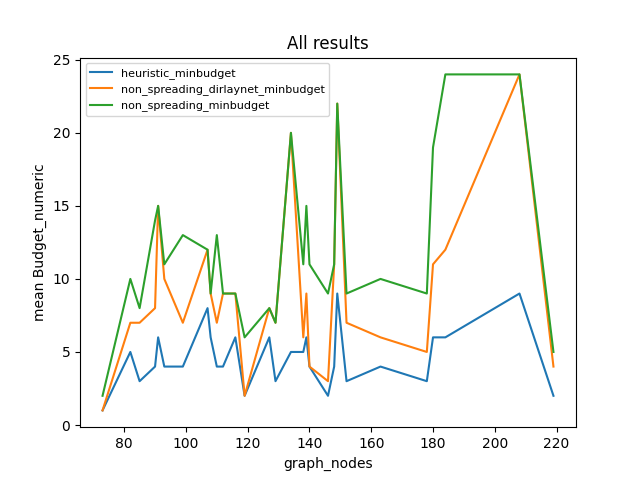 All results
heuristic_minbudget
non_spreading_dirlaynet_minbudget
non_spreading_minbudget
mean Budget_numeric
25
20
15
10
5
0
80 100 120 140 160 180 200 220
graph_nodes